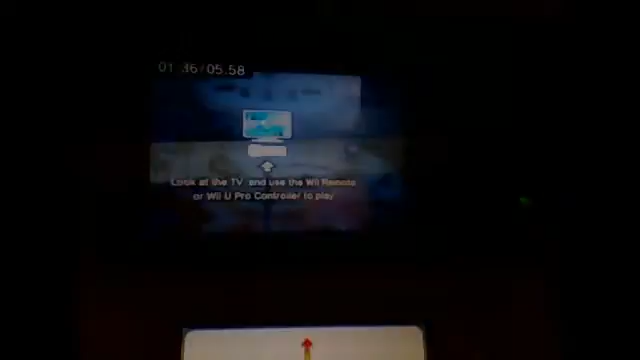 01:36/05:58
Look at the TV and use the Wii Remote
or Wii U Pro Controller to play